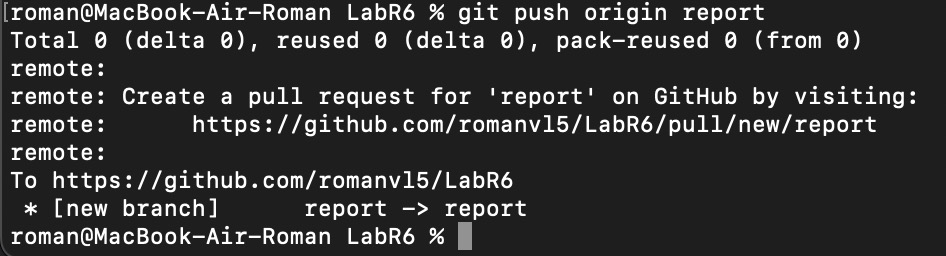 [roman@MacBook-Air-Roman LabR6 % git push origin report
Total 0 (delta 0), reused 0 (delta 0), pack-reused 0 (from 0)
remote:
remote: Create a pull request for 'report' on GitHub by visiting:
remote:      https://github.com/romanvl5/LabR6/pull/new/report
remote:
To https://github.com/romanvl5/LabR6
 * [new branch]      report -> report
roman@MacBook-Air-Roman LabR6 %